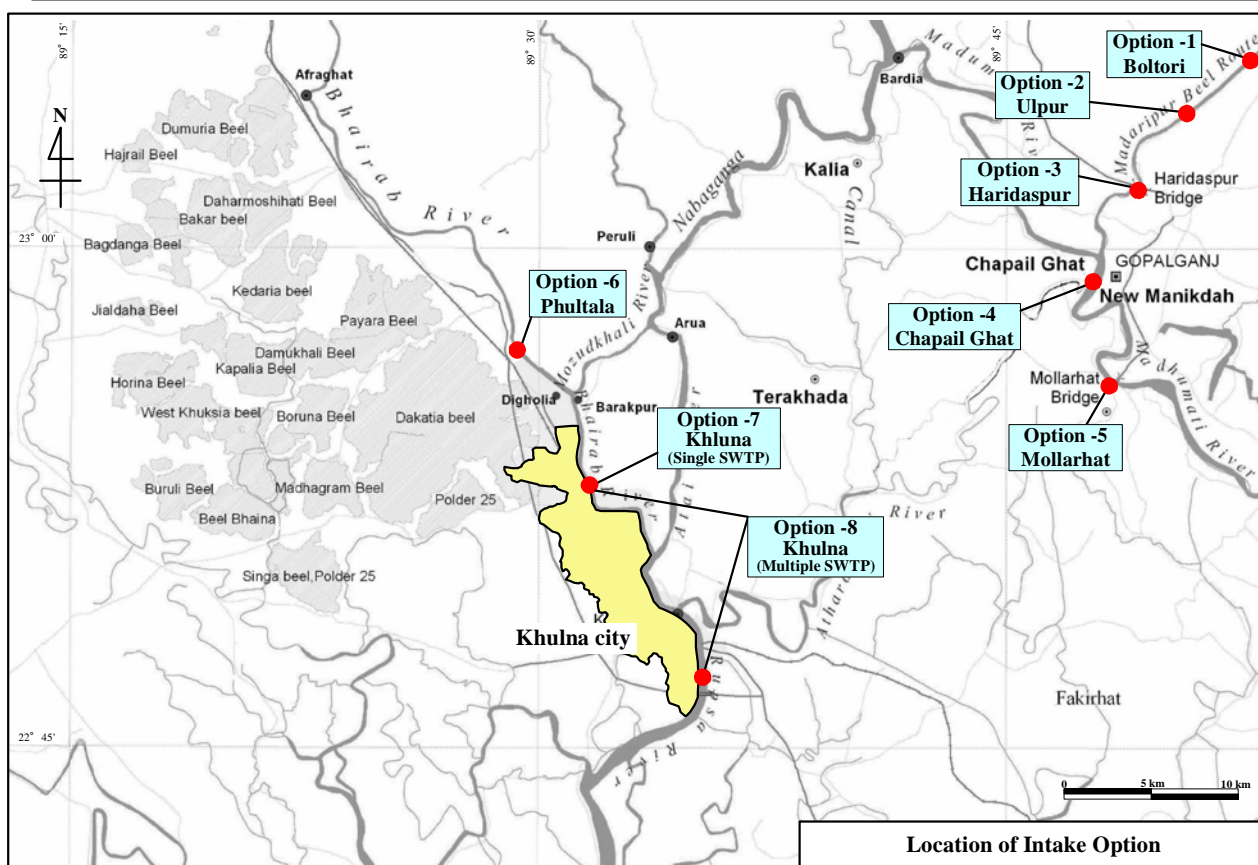 89° 15'
89° 30'
89° 45'
Option -1
Boltori
Afraghat
Bardia
Option -2
Ulpur
Madaripur Beel Route
Bhairab
River
Dumuria Beel
N
Hajrail Beel
Kalia
Option -3
Haridaspur
Haridaspur
Bridge
Nabaganga
Canal
Daharmoshihati Beel
Bakar beel
Bagdanga Beel
Peruli
23° 00'
Chapail Ghat
GOPALGANJ
Option -6
Phultala
Kedaria beel
New Manikdah
Jialdaha Beel
Payara Beel
Option -4
Chapail Ghat
Mozudkhali River
Arua
Damukhali Beel
Kapalia Beel
Horina Beel
Madhumati River
Mollarhat
Bridge
Terakhada
Digholia
Barakpur
West Khuksia beel
Boruna Beel
Dakatia beel
Bhairab
Option -7
Khluna
(Single SWTP)
Option -5
Mollarhat
Buruli Beel
Madhagram Beel
Polder 25
Beel Bhaina
River
Option -8
Khulna
(Multiple SWTP)
Singa beel,Polder 25
Khulna city
Rupsa River
Fakirhat
22° 45'
0
5 km
10 km
Location of Intake Option